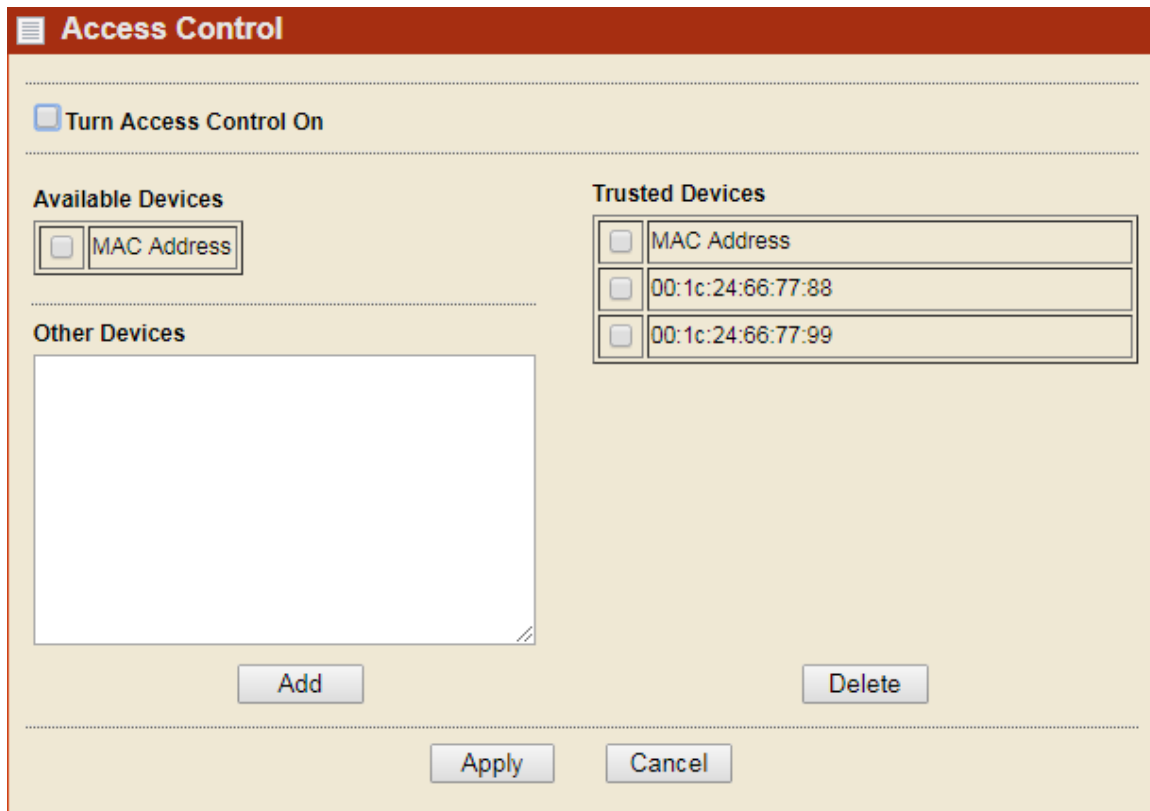 Access Control
Turn Access Control On
Available Devices
MAC Address
Other Devices
Add
Trusted Devices
MAC Address
00:1c:24:66:77:88
00:1c:24:66:77:99
Delete
Apply
Cancel